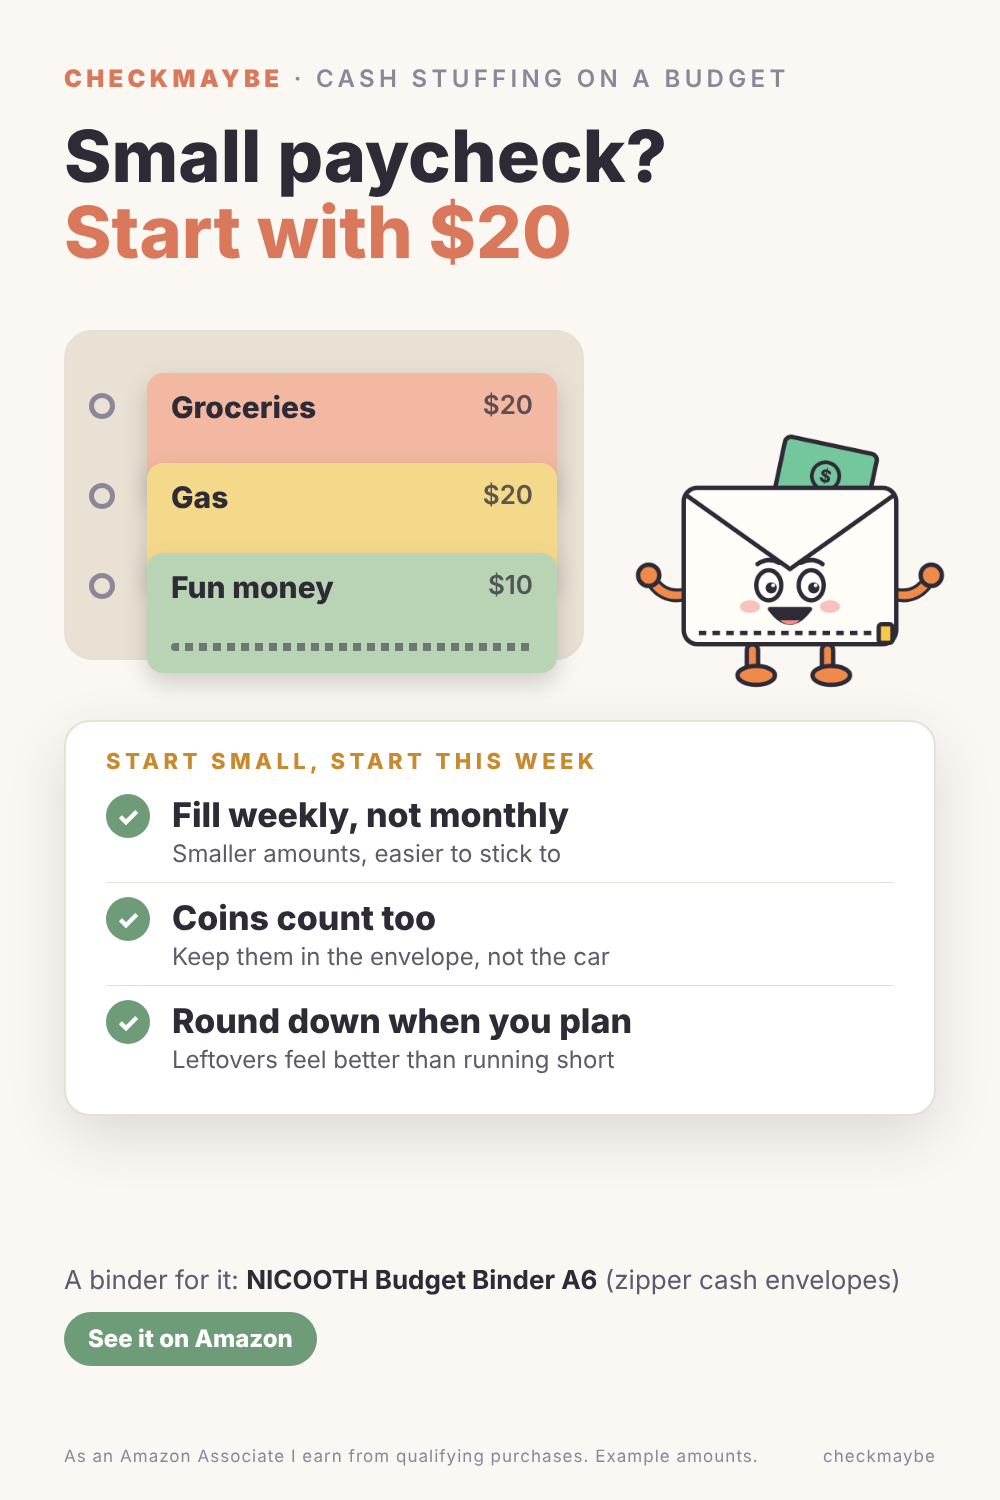 CHECKMAYBE · CASH STUFFING ON A BUDGET
Small paycheck?
Start with $20
Groceries $20
Gas $20
Fun money $10
$
START SMALL, START THIS WEEK
Fill weekly, not monthly
Smaller amounts, easier to stick to
Coins count too
Keep them in the envelope, not the car
Round down when you plan
Leftovers feel better than running short
A binder for it: NICOOTH Budget Binder A6 (zipper cash envelopes)
See it on Amazon
As an Amazon Associate I earn from qualifying purchases. Example amounts. checkmaybe